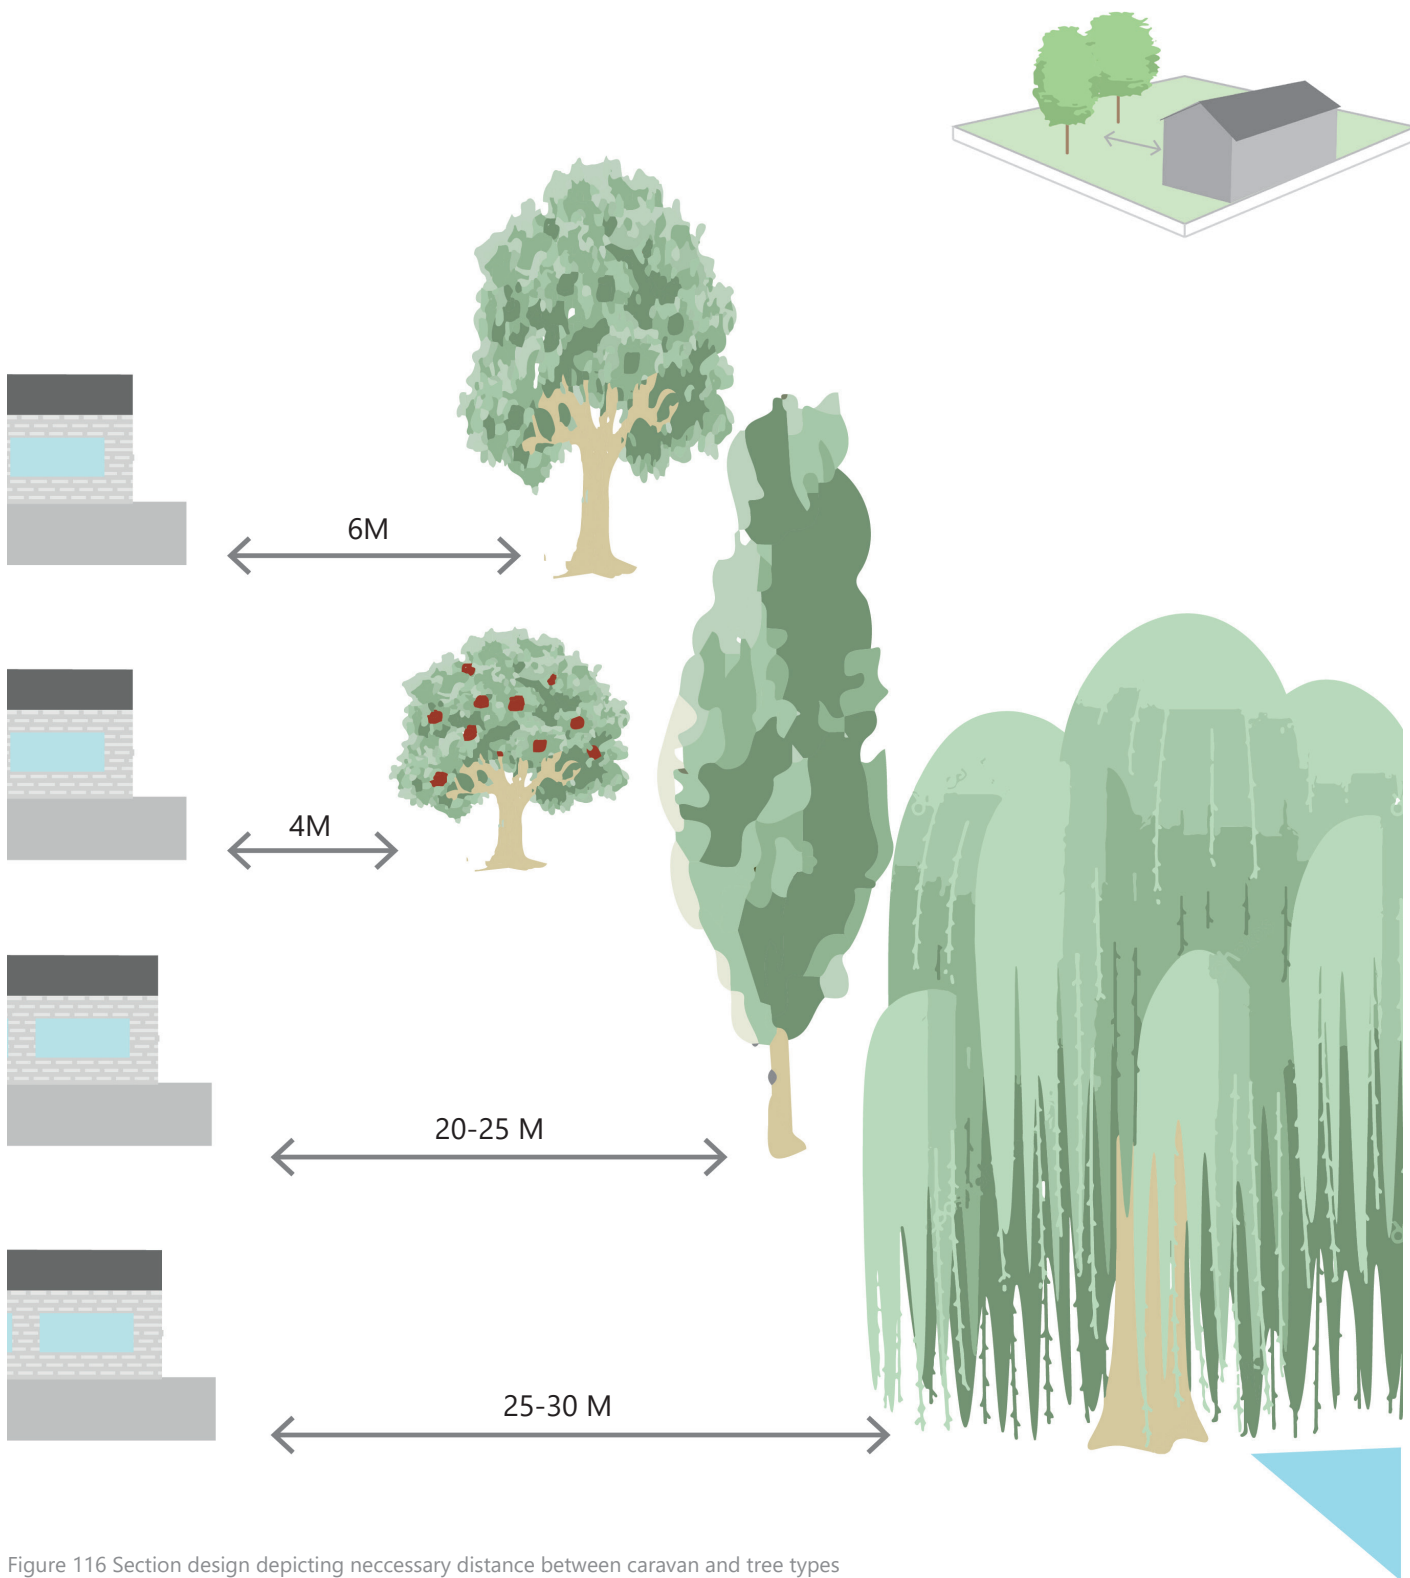 6M
4M
20-25 M
25-30 M
Figure 116 Section design depicting neccessary distance between caravan and tree types